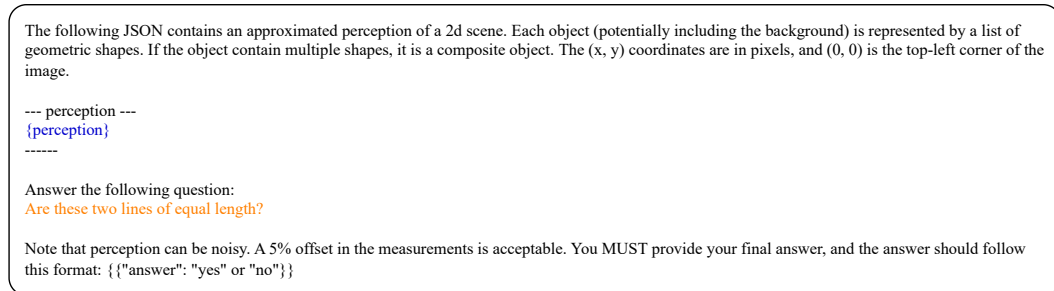 The following JSON contains an approximated perception of a 2d scene. Each object (potentially including the background) is represented by a list of
geometric shapes. If the object contain multiple shapes, it is a composite object. The (x, y) coordinates are in pixels, and (0, 0) is the top-left corner of the
image.
--- perception ---
{perception}
------
Answer the following question:
Are these two lines of equal length?
Note that perception can be noisy. A 5% offset in the measurements is acceptable. You MUST provide your final answer, and the answer should follow
this format: {{"answer": "yes" or "no"}}